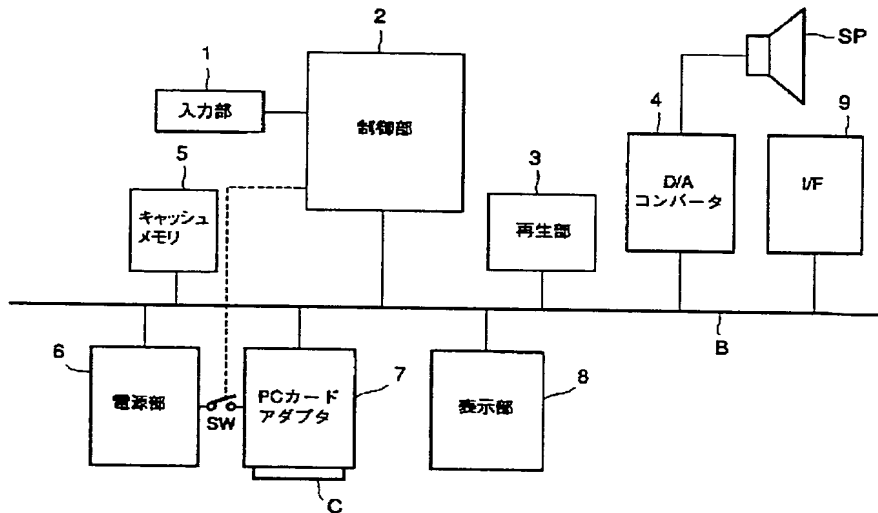 2
SP
1
入力部
制御部
4
9
5
3
D/A
コンバータ
I/F
キャッシュ
メモリ
再生部
B
6
7
8
電源部
SW
PCカード
アダプタ
表示部
C